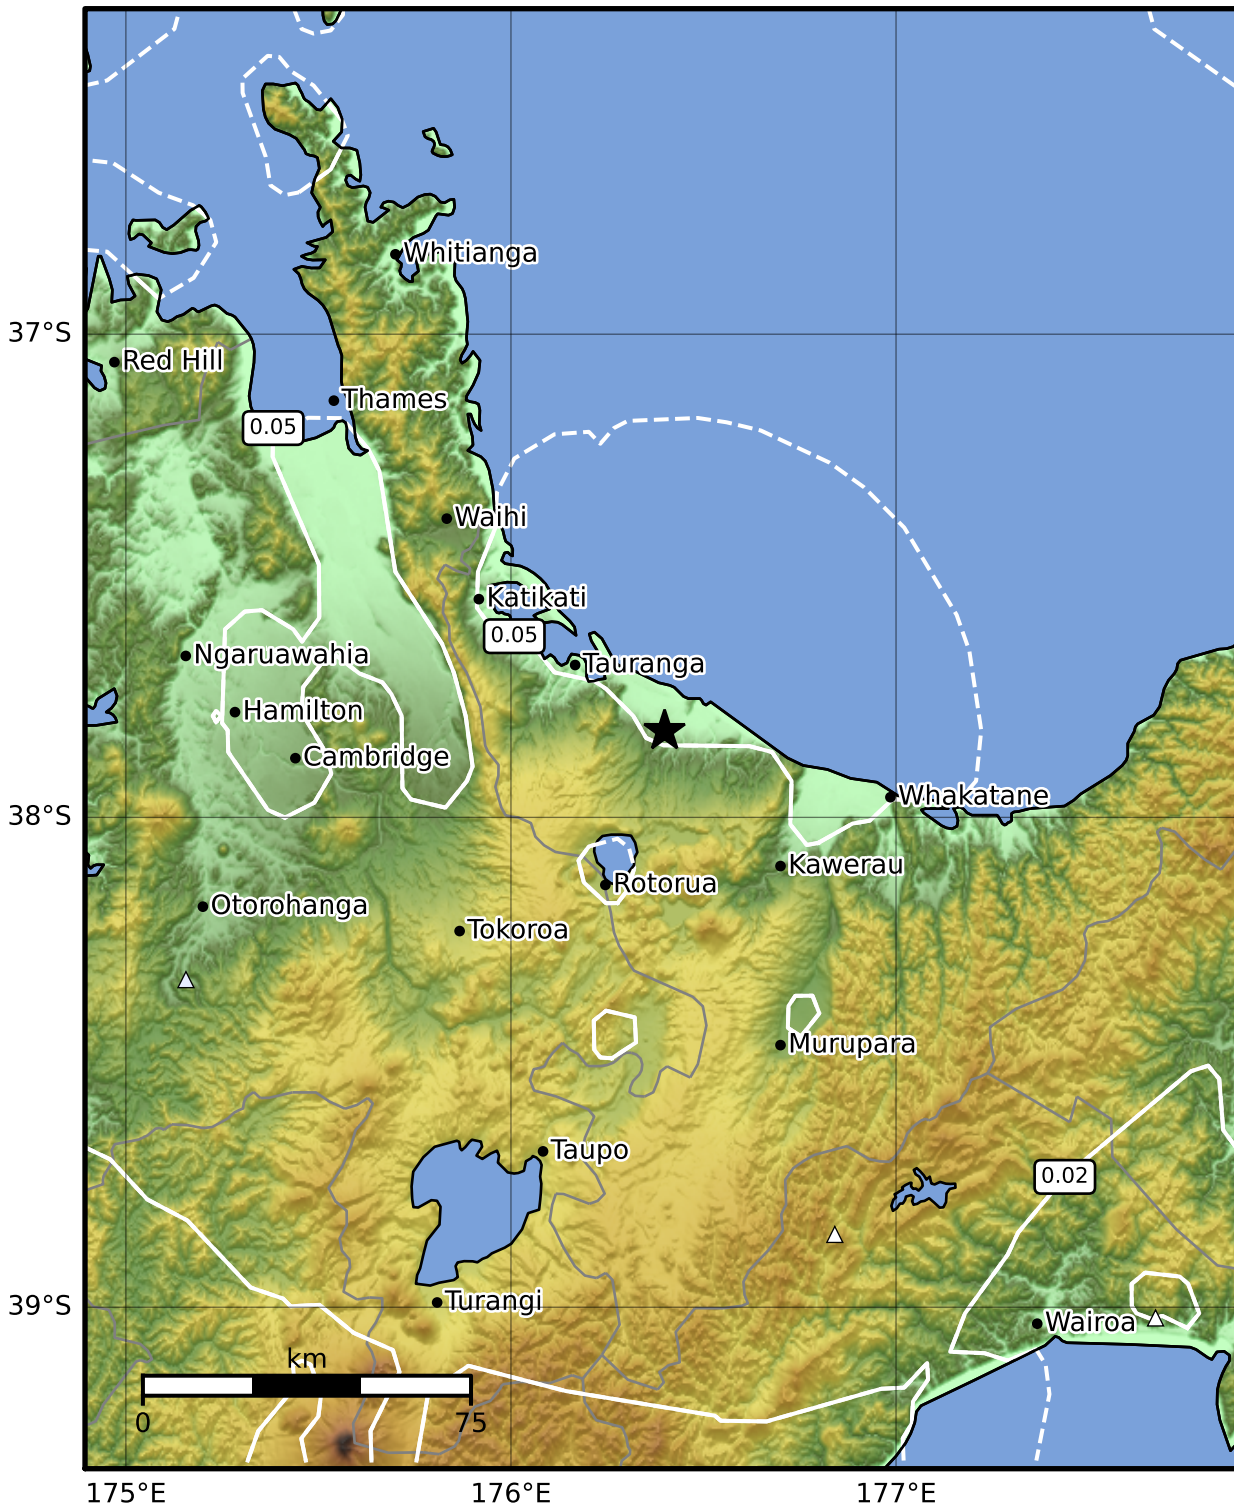 Whitianga
37°S
Red Hill
Thames
0.05
Waihi
Katikati
0.05
Ngaruawahia
Tauranga
Hamilton
Cambridge
Whakatane
38°S
Kawerau
Rotorua
Otorohanga
Tokoroa
Murupara
Taupo
0.02
39°S
Turangi
Wairoa
km
0 75
175°E 176°E 177°E